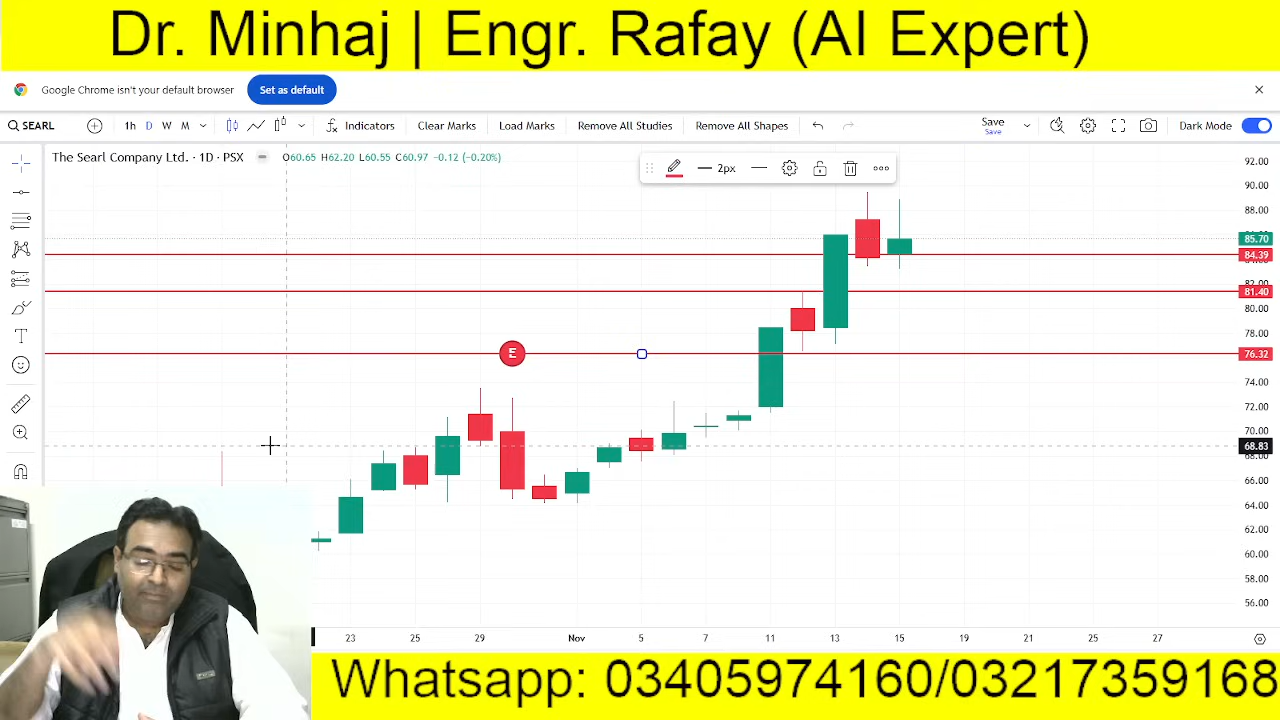 Dr. Minhaj | Engr. Rafay (AI Expert)
Google Chrome isn't your default browser
Set as default
SEARL
1h
D
W
M
Indicators
Clear Marks
Load Marks
Remove All Studies
Remove All Shapes
Save
Save
Dark Mode
The Searl Company Ltd. · 1D · PSX
O60.65 H62.20 L60.55 C60.97 -0.12 (-0.20%)
2px
92.00
90.00
88.00
85.70
84.39
82.00
81.40
80.00
78.00
E
76.32
74.00
72.00
70.00
68.83
68.00
66.00
64.00
62.00
60.00
58.00
56.00
23
25
29
Nov
5
7
11
13
15
19
21
25
27
Whatsapp: 03405974160/03217359168